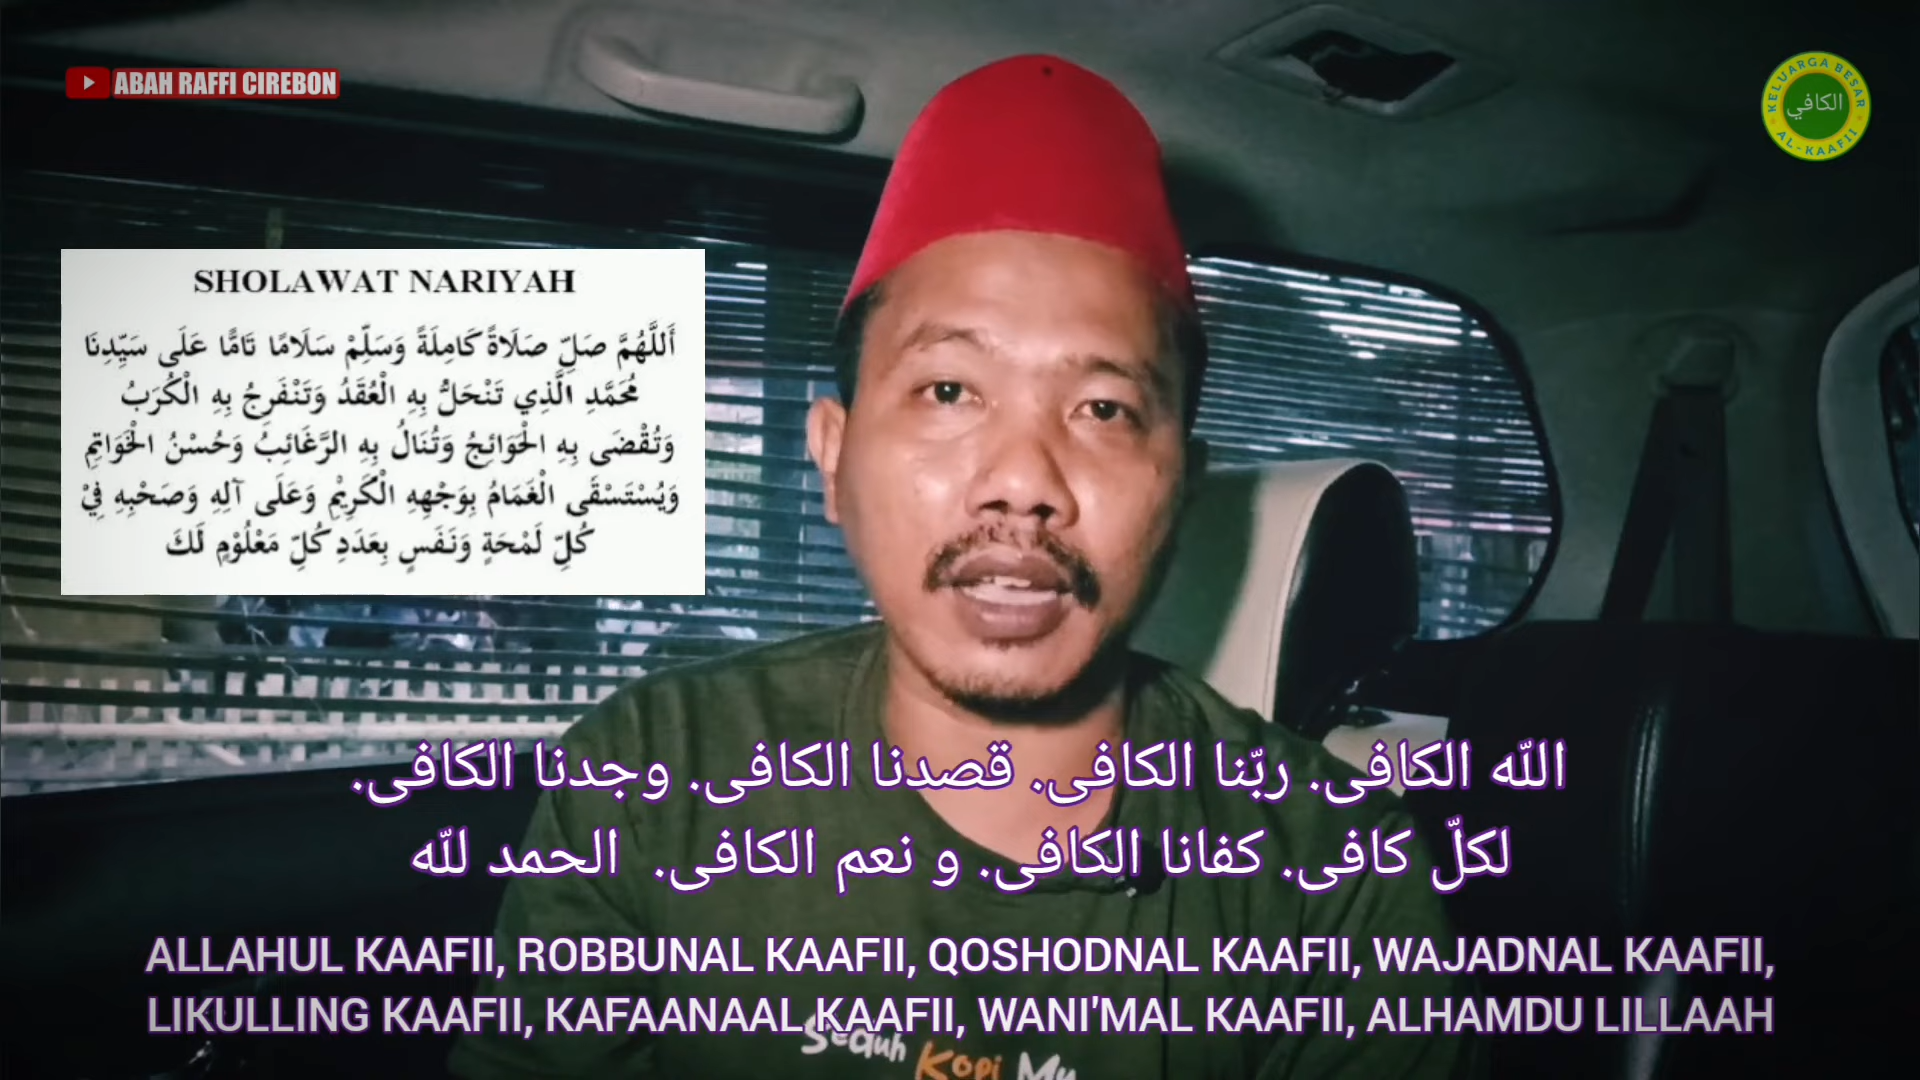 ABAH RAFFI CIREBON
KELUARGA BESAR
الكافي
AL-KAAFII
SHOLAWAT NARIYAH
أَللَّهُمَّ صَلِّ صَلَاةً كَامِلَةً وَسَلِّمْ سَلَامًا تَامًّا عَلَى سَيِّدِنَا
مُحَمَّدِ الَّذِي تَنْحَلُّ بِهِ الْعُقَدُ وَتَنْفَرِجُ بِهِ الْكُرَبُ
وَتُقْضَى بِهِ الْحَوَائِجُ وَتُنَالُ بِهِ الرَّغَائِبُ وَحُسْنُ الْخَوَاتِمِ
وَيُسْتَسْقَى الْغَمَامُ بِوَجْهِهِ الْكَرِيْمِ وَعَلَى آلِهِ وَصَحْبِهِ فِيْ
كُلِّ لَمْحَةٍ وَنَفَسٍ بِعَدَدِ كُلِّ مَعْلُوْمٍ لَكَ
اللّه الكافى. ربّنا الكافى. قصدنا الكافى. وجدنا الكافى.
لكلّ كافى. كفانا الكافى. و نعم الكافى. الحمد للّه
ALLAHUL KAAFII, ROBBUNAL KAAFII, QOSHODNAL KAAFII, WAJADNAL KAAFII,
LIKULLING KAAFII, KAFAANAAL KAAFII, WANI'MAL KAAFII, ALHAMDU LILLAAH
Seduh
Kopi Mu